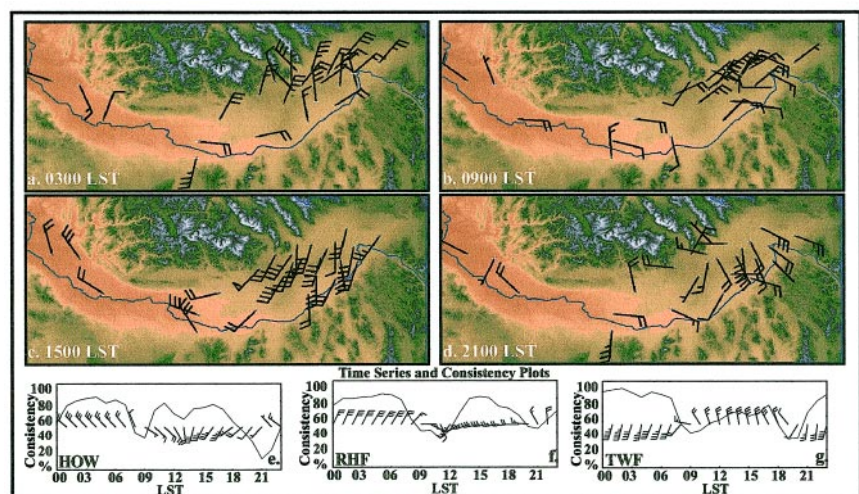 a. 0300 LST
b. 0900 LST
c. 1500 LST
d. 2100 LST
Time Series and Consistency Plots
Consistency
100
80
60
40
20
%
HOW
e.
00 03 06 09 12 15 18 21
LST
Consistency
100
80
60
40
20
%
RHF
f.
00 03 06 09 12 15 18 21
LST
Consistency
100
80
60
40
20
%
TWF
g.
00 03 06 09 12 15 18 21
LST